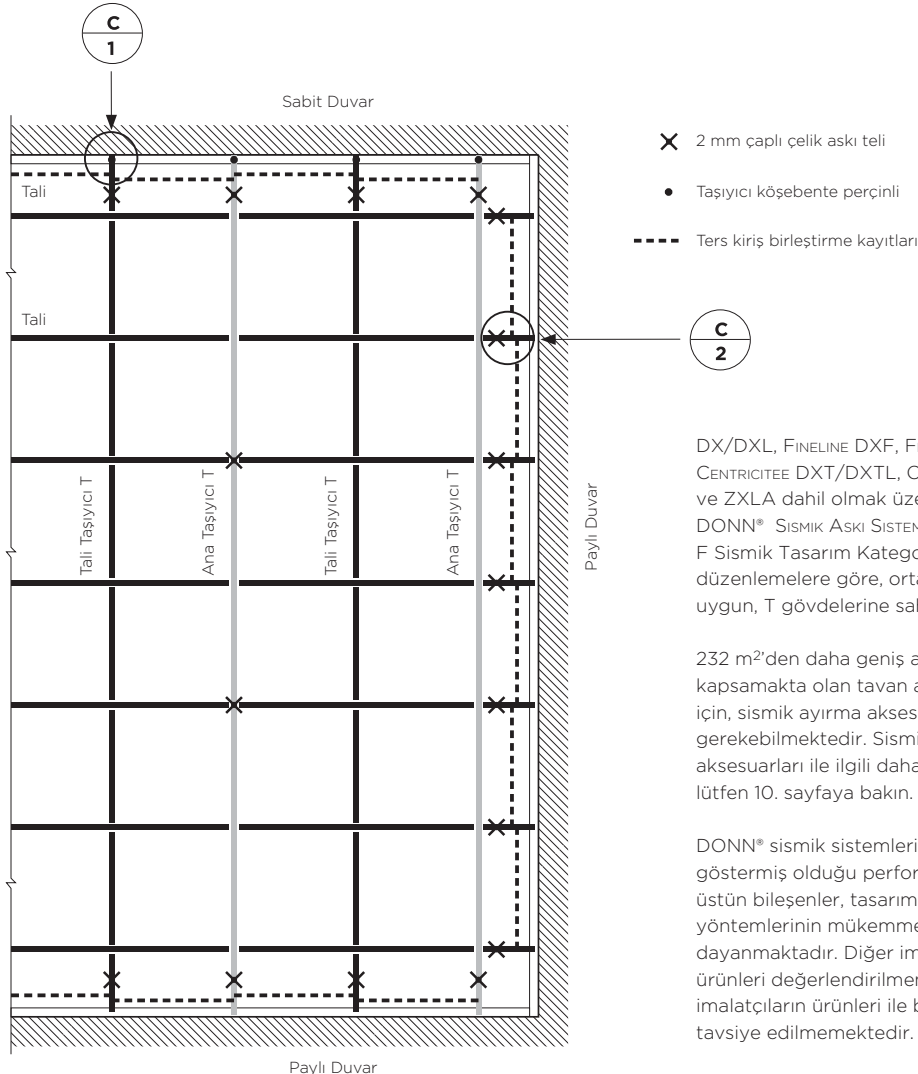 C
1
Sabit Duvar
2 mm çaplı çelik askı teli
Taşıyıcı köşebente perçinli
Ters kiriş birleştirme kayıtları
Tali
Tali
C
2
Tali Taşıyıcı T
Ana Taşıyıcı T
Tali Taşıyıcı T
Ana Taşıyıcı T
Paylı Duvar
Paylı Duvar
DX/DXL, FINELINE DXF, F
CENTRICITEE DXT/DXTL, C
ve ZXLA dahil olmak üze
DONN® SISMIK ASKI SISTEM
F Sismik Tasarım Katego
düzenlemelere göre, orta
uygun, T gövdelerine sal
232 m²'den daha geniş a
kapsamakta olan tavan a
için, sismik ayırma akses
gerekebilmektedir. Sismi
aksesuarları ile ilgili daha
lütfen 10. sayfaya bakın.
DONN® sismik sistemleri
göstermiş olduğu perfor
üstün bileşenler, tasarım
yöntemlerinin mükemme
dayanmaktadır. Diğer im
ürünleri değerlendirilmem
imalatçıların ürünleri ile b
tavsiye edilmemektedir.